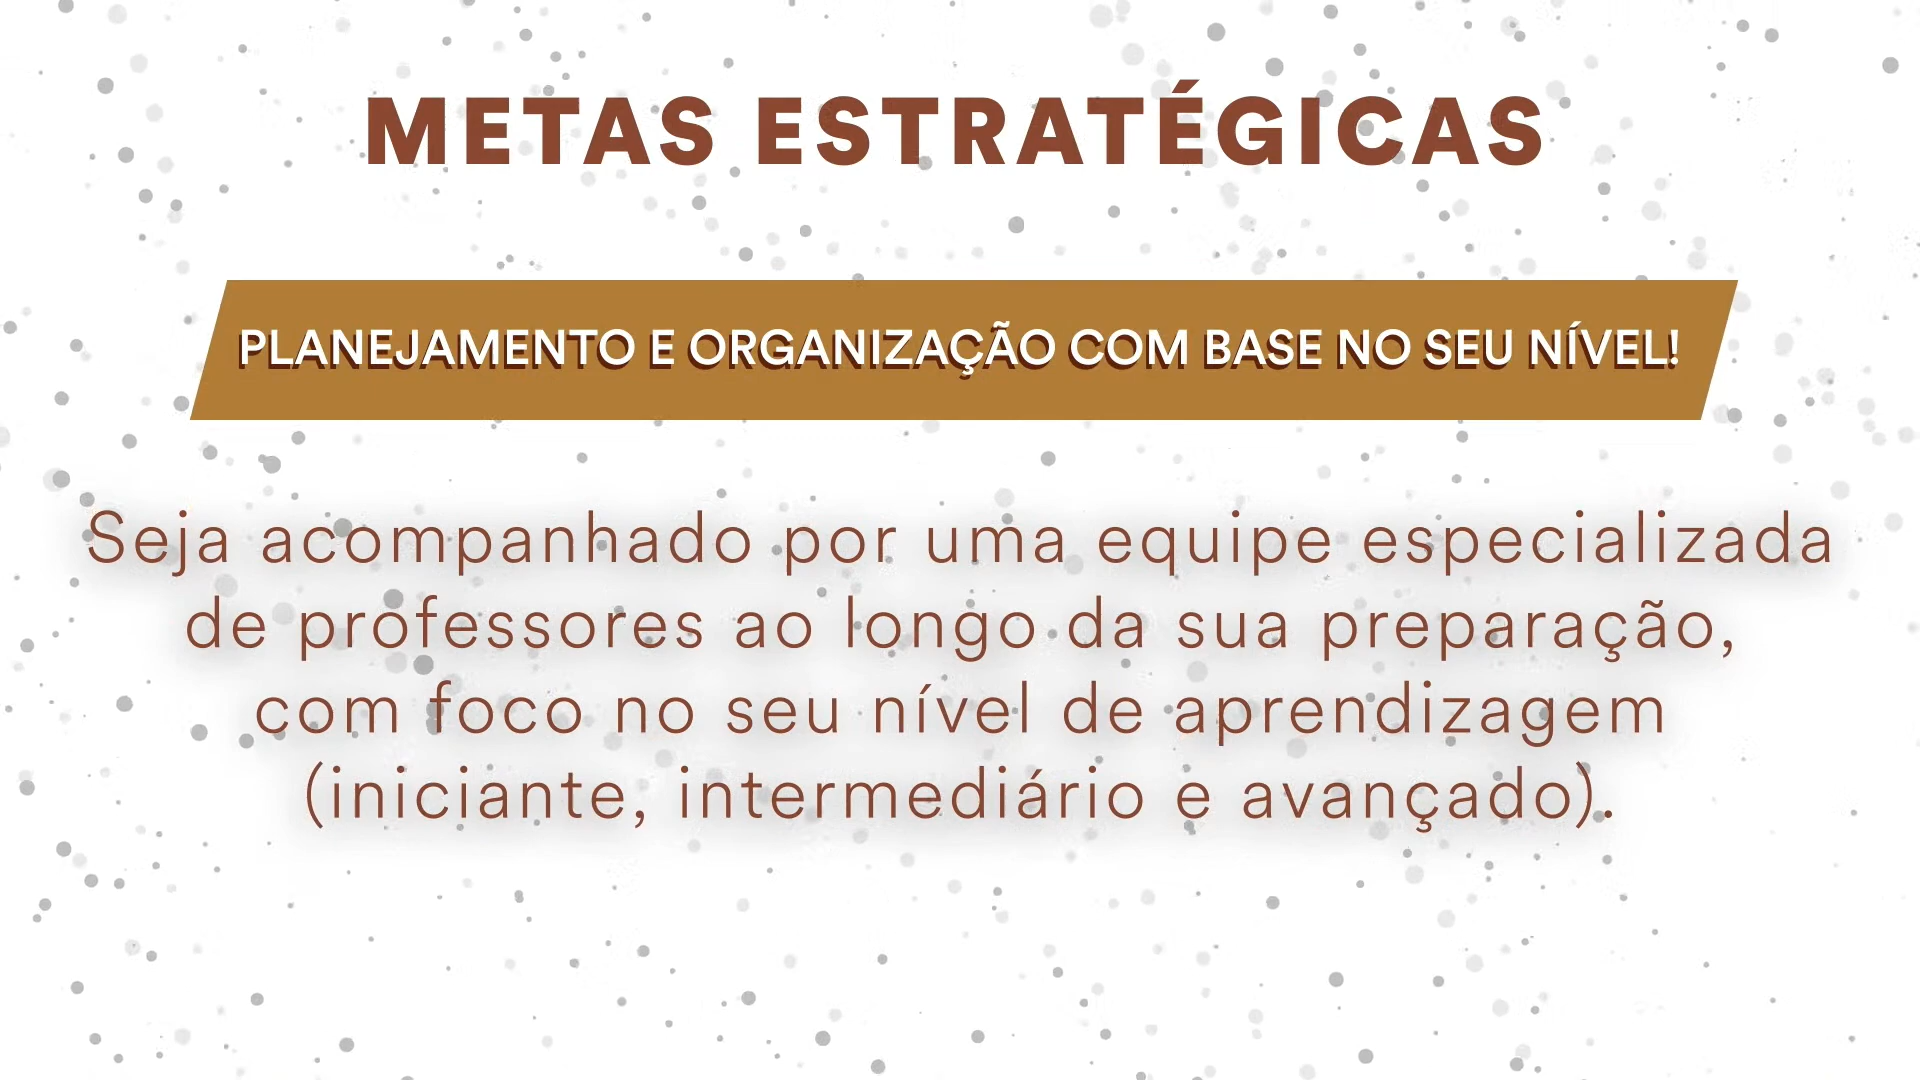 METAS ESTRATÉGICAS
PLANEJAMENTO E ORGANIZAÇÃO COM BASE NO SEU NÍVEL!
Seja acompanhado por uma equipe especializada
de professores ao longo da sua preparação,
com foco no seu nível de aprendizagem
(iniciante, intermediário e avançado).